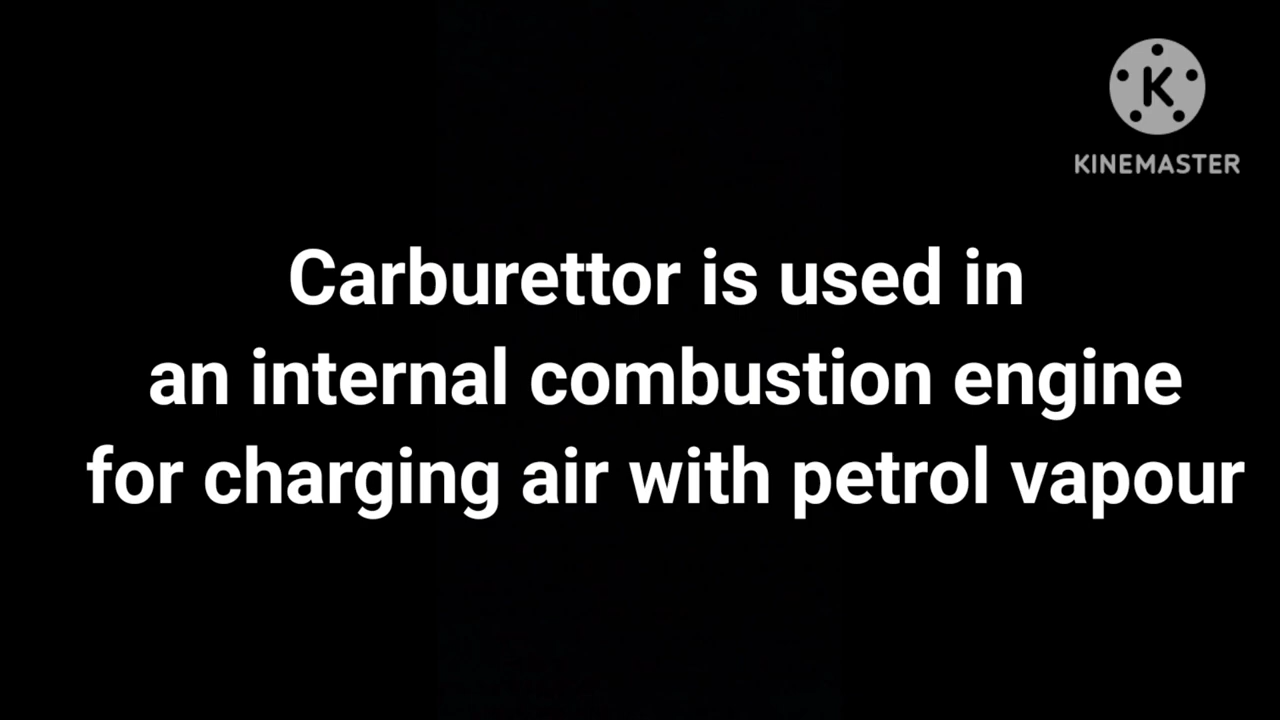 K
KINEMASTER
Carburettor is used in
an internal combustion engine
for charging air with petrol vapour